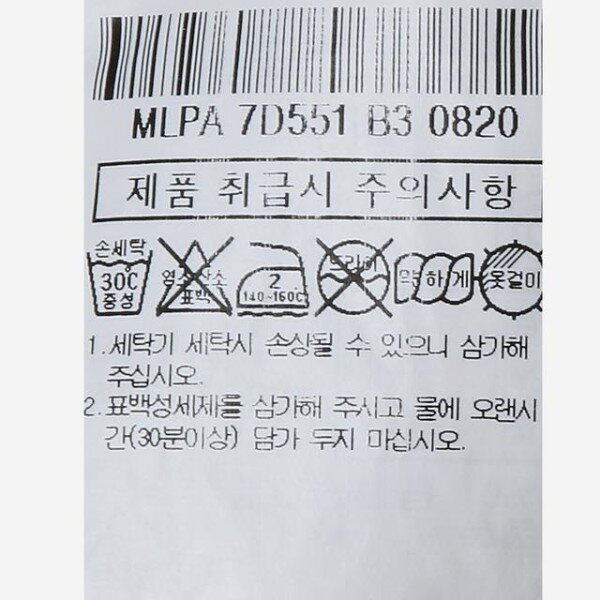 MLPA 7D551 B3 0820
제품 취급시 주의사항
손세탁
30℃
중성
염소산소
표백
2
140~160℃
드라이
약하게
옷걸이
1. 세탁기 세탁시 손상될 수 있으니 삼가해
주십시오.
2. 표백성세제를 삼가해 주시고 물에 오랜시
간(30분이상) 담가 두지 마십시오.